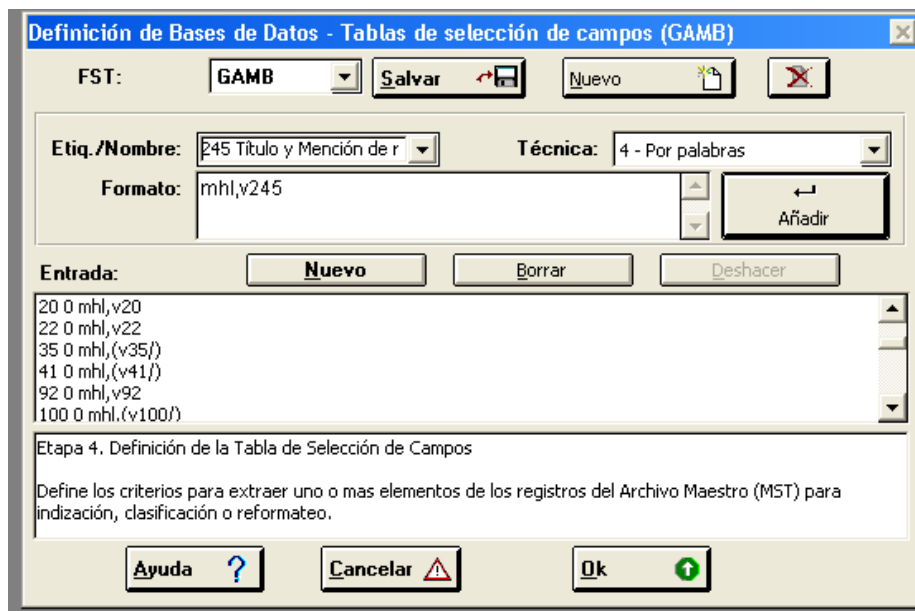 Definición de Bases de Datos - Tablas de selección de campos (GAMB)
FST: GAMB Salvar Nuevo
Etiq./Nombre: 245 Título y Mención de r Técnica: 4 - Por palabras
Formato: mhl,v245
Añadir
Entrada: Nuevo Borrar Deshacer
20 0 mhl,v20
22 0 mhl,v22
35 0 mhl,(v35/)
41 0 mhl,(v41/)
92 0 mhl,v92
100 0 mhl,(v100/)
Etapa 4. Definición de la Tabla de Selección de Campos
Define los criterios para extraer uno o mas elementos de los registros del Archivo Maestro (MST) para
indización, clasificación o reformateo.
Ayuda ? Cancelar Ok